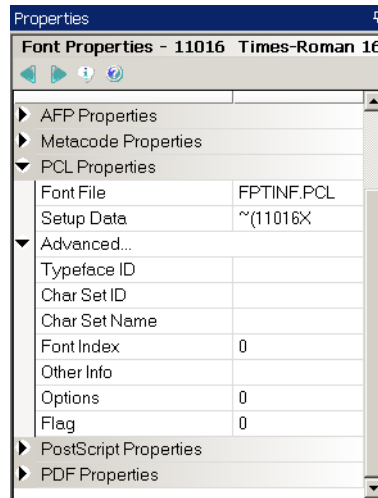 Properties
Font Properties - 11016 Times-Roman 16
AFP Properties
Metacode Properties
PCL Properties
Font File FPTINF.PCL
Setup Data ~(11016X
Advanced...
Typeface ID
Char Set ID
Char Set Name
Font Index 0
Other Info
Options 0
Flag 0
PostScript Properties
PDF Properties